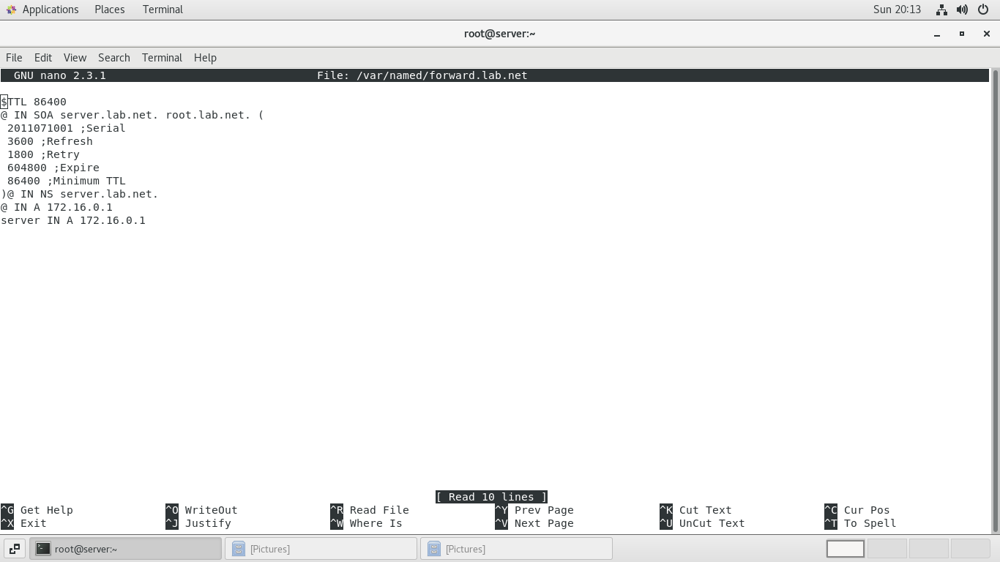 Applications Places Terminal Sun 20:13
root@server:~
File Edit View Search Terminal Help
GNU nano 2.3.1 File: /var/named/forward.lab.net
$TTL 86400
@ IN SOA server.lab.net. root.lab.net. (
 2011071001 ;Serial
 3600 ;Refresh
 1800 ;Retry
 604800 ;Expire
 86400 ;Minimum TTL
)@ IN NS server.lab.net.
@ IN A 172.16.0.1
server IN A 172.16.0.1
[ Read 10 lines ]
^G Get Help ^O WriteOut ^R Read File ^Y Prev Page ^K Cut Text ^C Cur Pos
^X Exit ^J Justify ^W Where Is ^V Next Page ^U UnCut Text ^T To Spell
root@server:~ [Pictures] [Pictures]